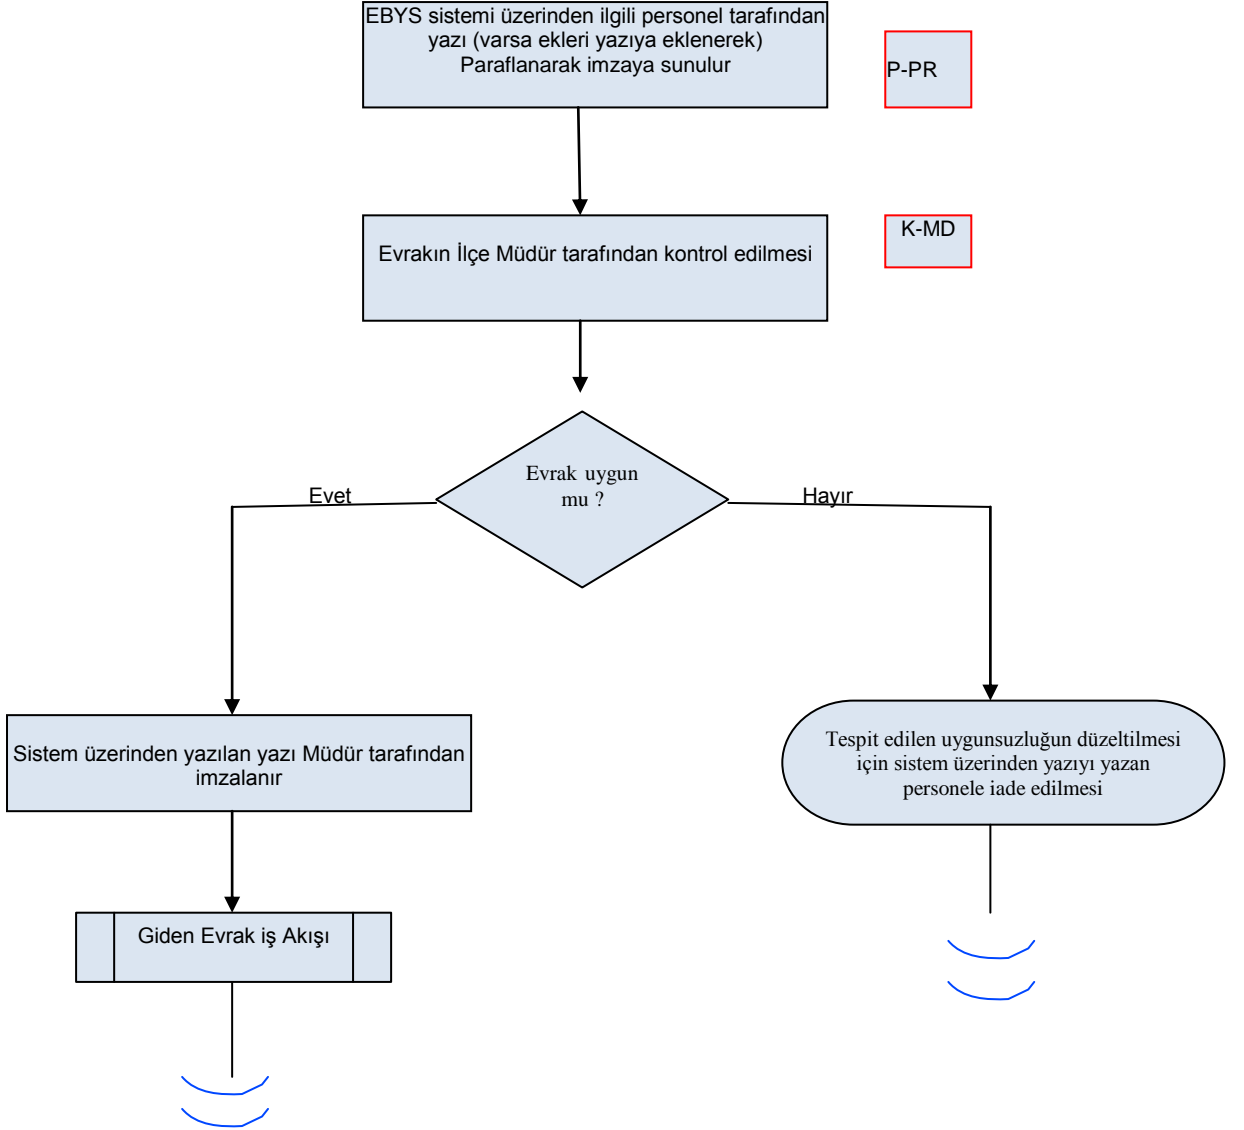 EBYS sistemi üzerinden ilgili personel tarafından
yazı (varsa ekleri yazıya eklenerek)
Paraflanarak imzaya sunulur
P-PR
Evrakın İlçe Müdür tarafından kontrol edilmesi
K-MD
Evrak uygun
mu ?
Evet
Hayır
Sistem üzerinden yazılan yazı Müdür tarafından
imzalanır
Tespit edilen uygunsuzluğun düzeltilmesi
için sistem üzerinden yazıyı yazan
personele iade edilmesi
Giden Evrak iş Akışı